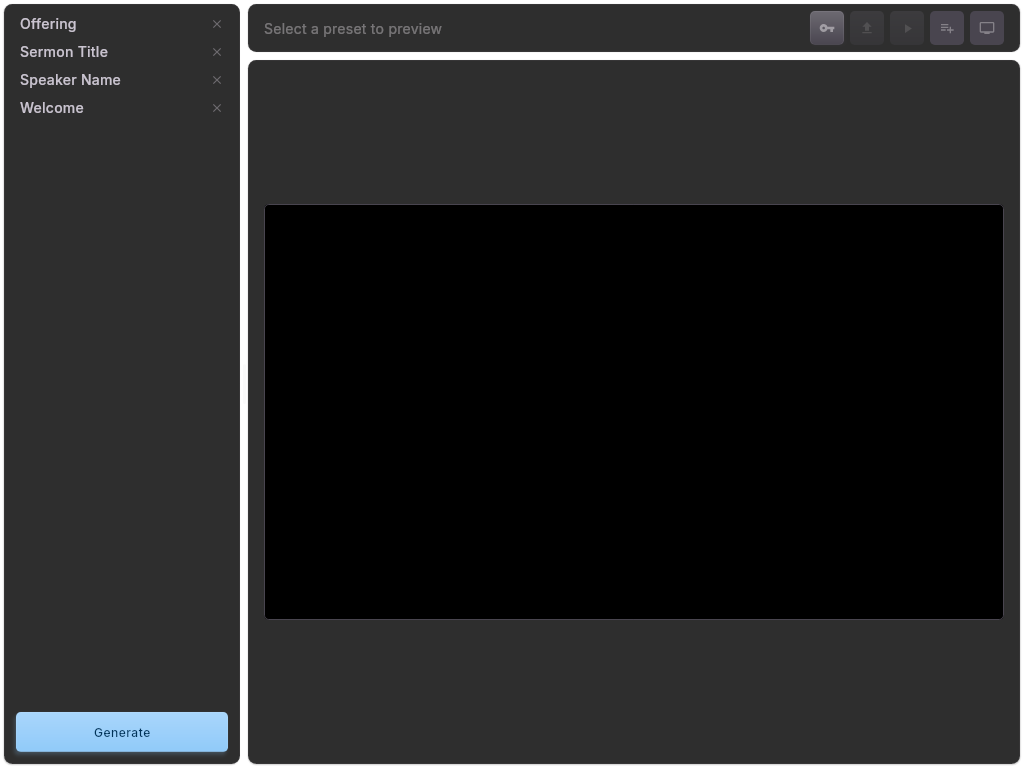 Offering
Sermon Title
Speaker Name
Welcome
Generate
Select a preset to preview